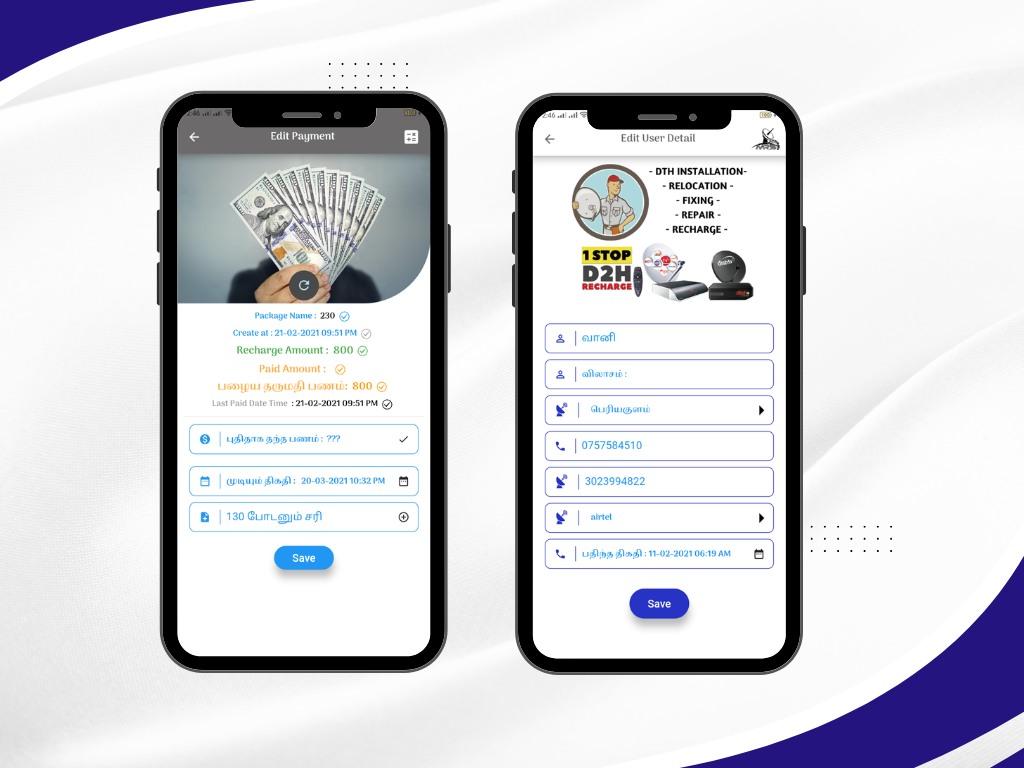 2:46
Edit Payment
Package Name : 230
Create at : 21-02-2021 09:51 PM
Recharge Amount : 800
Paid Amount :
பழைய தருமதி பணம்: 800
Last Paid Date Time : 21-02-2021 09:51 PM
புதிதாக தந்த பணம் : ???
முடியும் திகதி : 20-03-2021 10:32 PM
130 போடனும் சரி
Save
2:46
100
Edit User Detail
- DTH INSTALLATION-
- RELOCATION -
- FIXING -
- REPAIR -
- RECHARGE -
1 STOP
D2H
RECHARGE
வானி
விலாசம் :
பெரியகுளம்
0757584510
3023994822
airtel
பதிந்த திகதி : 11-02-2021 06:19 AM
Save